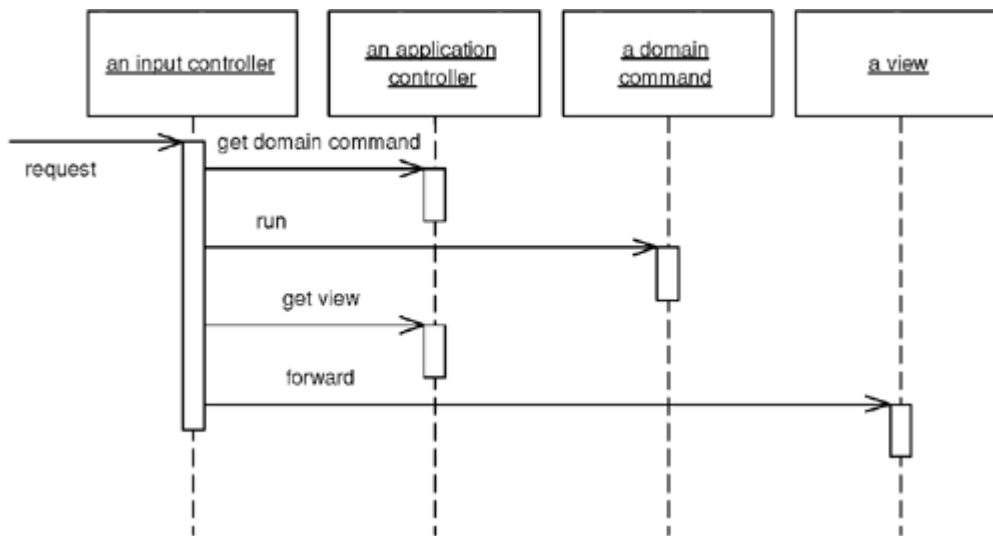 an input controller
an application
controller
a domain
command
a view
request
get domain command
run
get view
forward